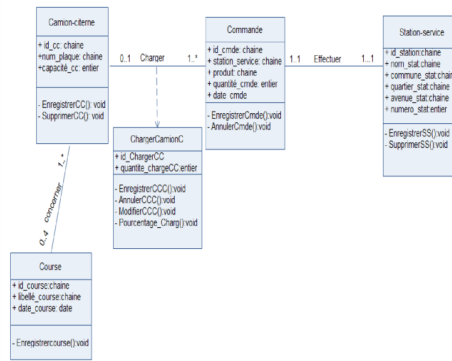 Camion-citerne
+ id_cc: chaine
+num_plaque: chaine
+capacité_cc: entier
- EnregistrerCC(): void
- SupprimerCC(): void
0..1 Charger 1..*
Commande
+ id_cmde: chaine
+ station_service: chaine
+ produit: chaine
+ quantité_cmde: entier
+ date cmde
- EnregistrerCmde():void
- AnnulerCmde: void
1..1 Effectuer 1...1
Station-service
+ id_station:chaine
+ nom_stat:chaine
+ commune_stat:chaine
+ quartier_stat:chaine
+ avenue_stat:chaine
+ numero_stat:entier
- EnregistrerSS():void
- SupprimerSS():void
ChargerCamionC
+ id_ChargerCC
+ quantite_chargeCC:entier
- EnregistrerCCC():void
- AnullerCCC():void
- ModifierCCC():void
- Pourcentage_Charg():void
0..4 concerner 1..*
Course
+ id_course:chaine
+ libellé_course:chaine
+ date_course: date
- Enregistrercourse():void